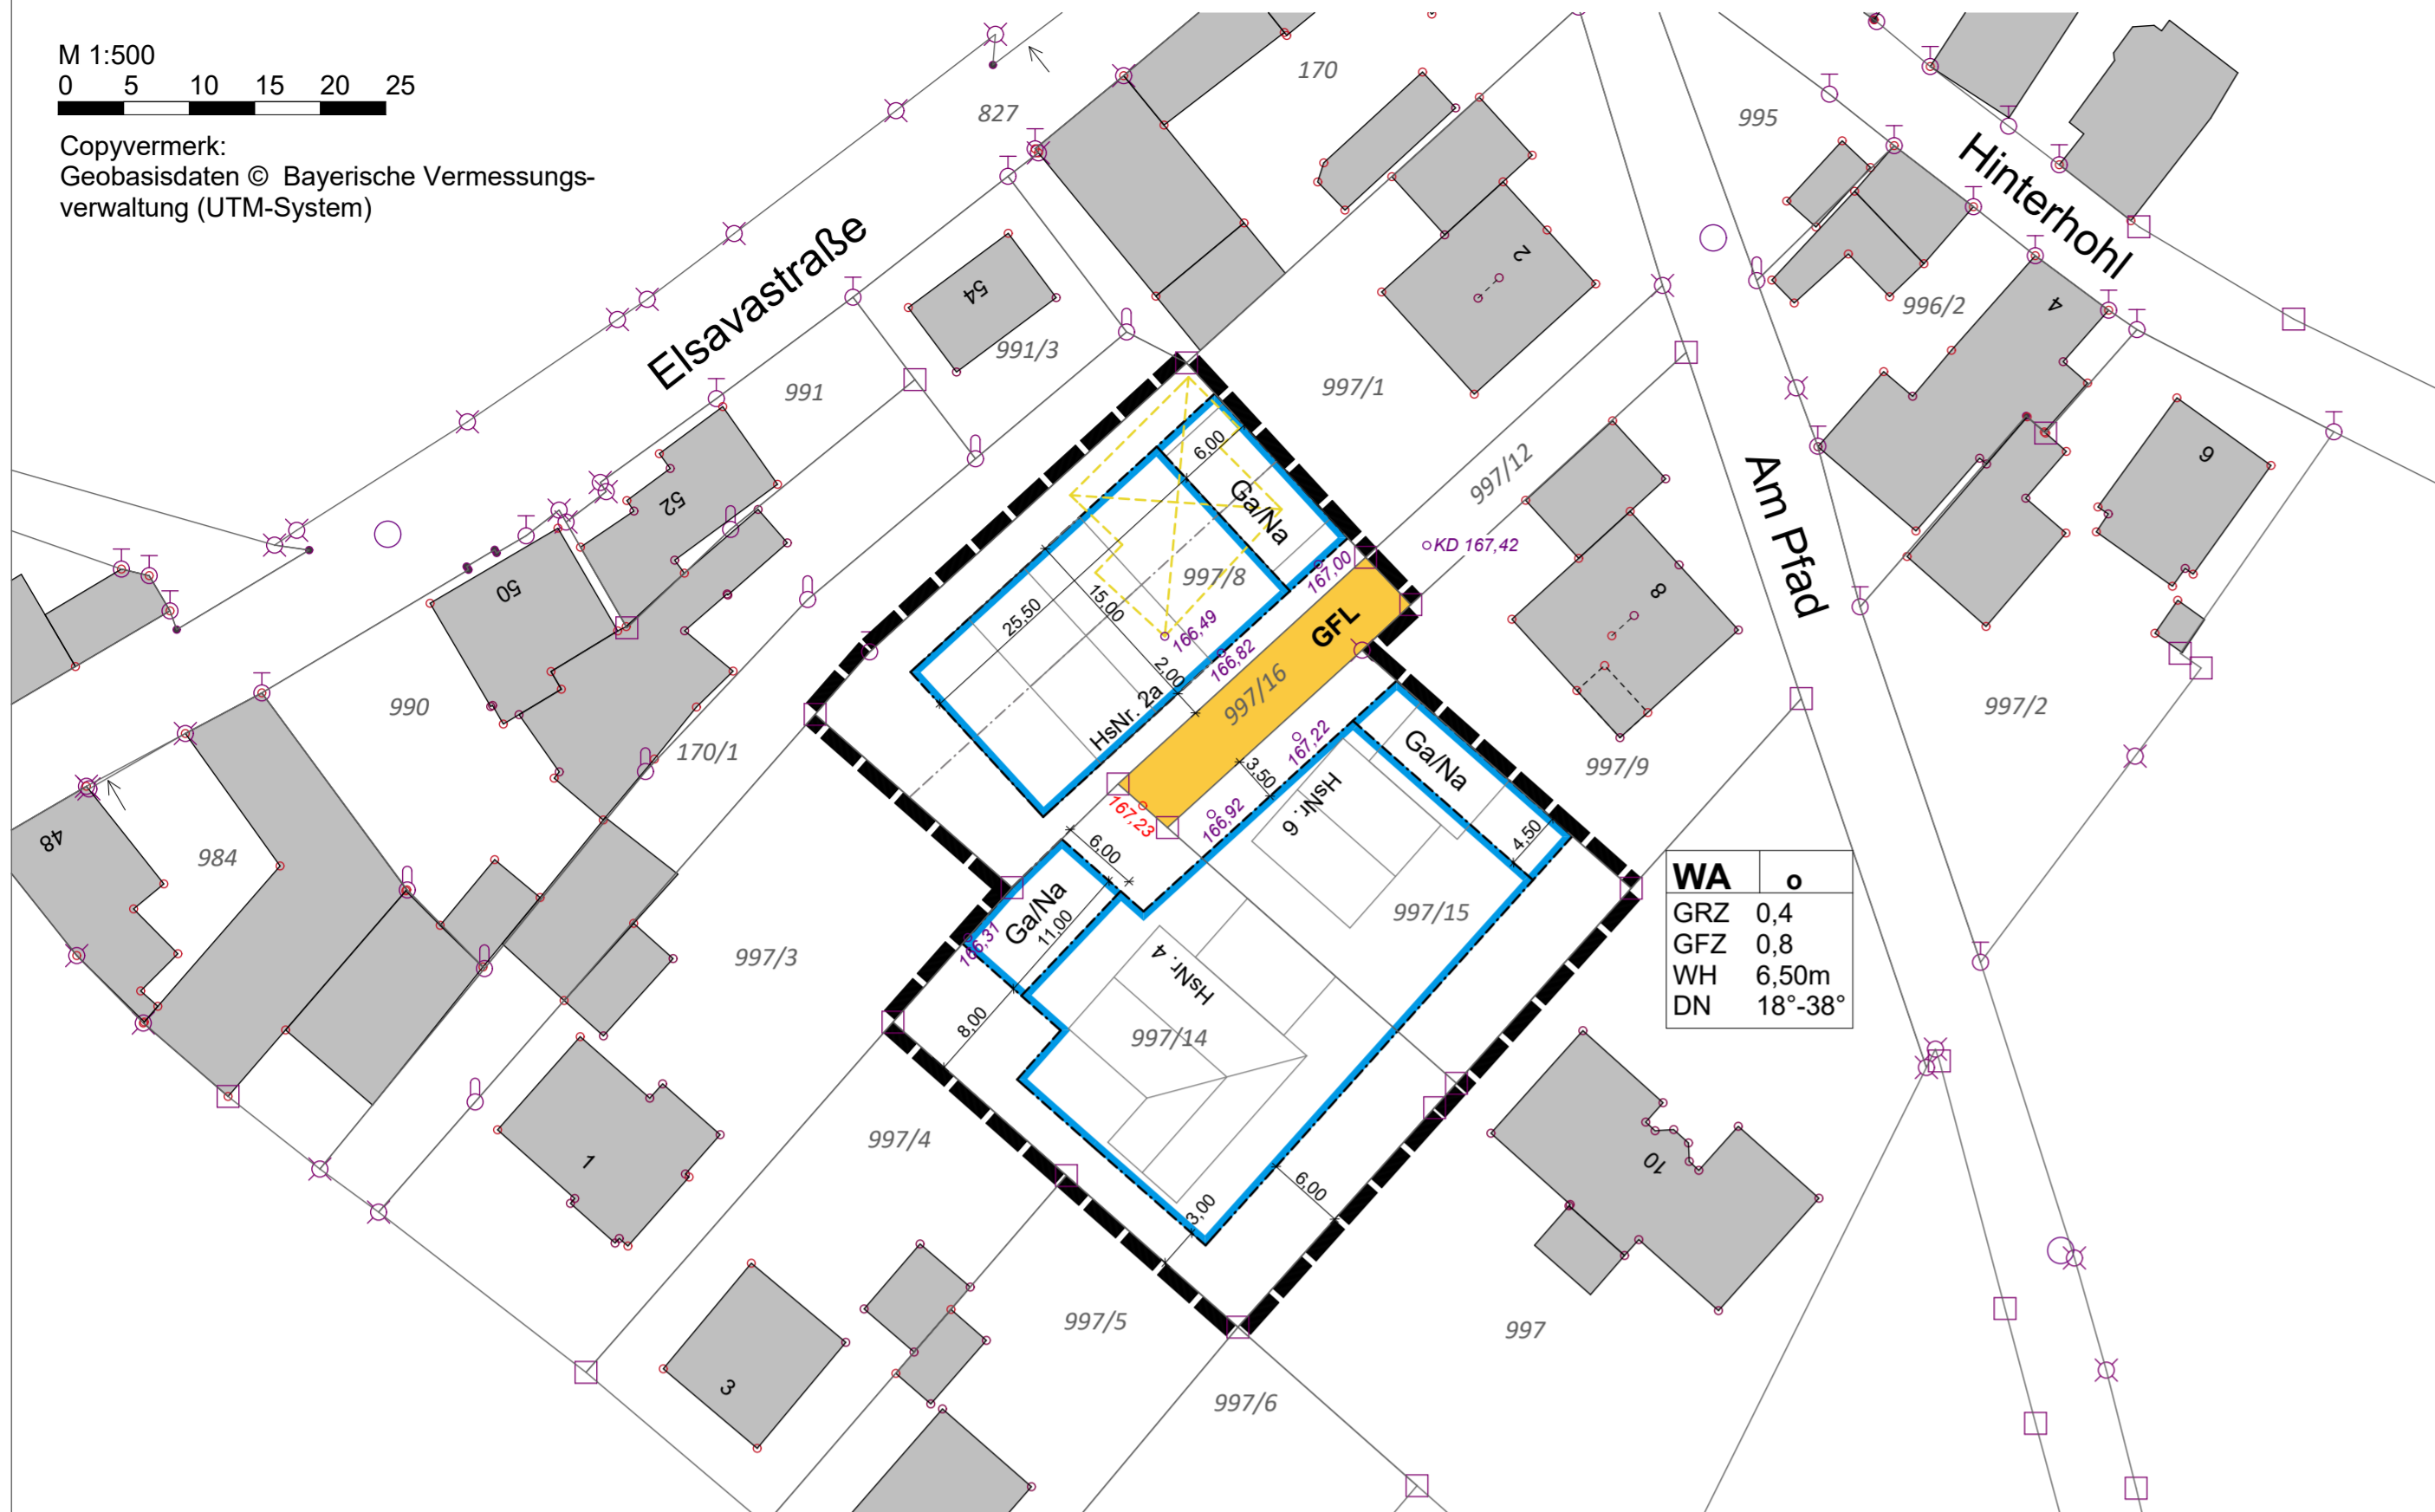 M 1:500
0 5 10 15 20 25
Copyvermerk:
Geobasisdaten © Bayerische Vermessungs-
verwaltung (UTM-System)
827
170
995
Hinterhohl
Elsavastraße
54
2
996/2
4
991/3
991
997/1
6
52
6,00
Ga/Na
997/12
Am Pfad
50
997/8
167,00
KD 167,42
25,50
15,00
166,49
166,82
2,00
GFL
8
990
HsNr. 2a
997/16
997/2
170/1
167,22
3,50
Ga/Na
997/9
48
984
167,23
166,92
HsNr. 6
4,50
6,00
WA o
GRZ 0,4
GFZ 0,8
WH 6,50m
DN 18°-38°
Ga/Na
11,00
166,31
997/15
997/3
HsNr. 4
8,00
997/14
997/4
1
10
6,00
3,00
997/5
997
3
997/6